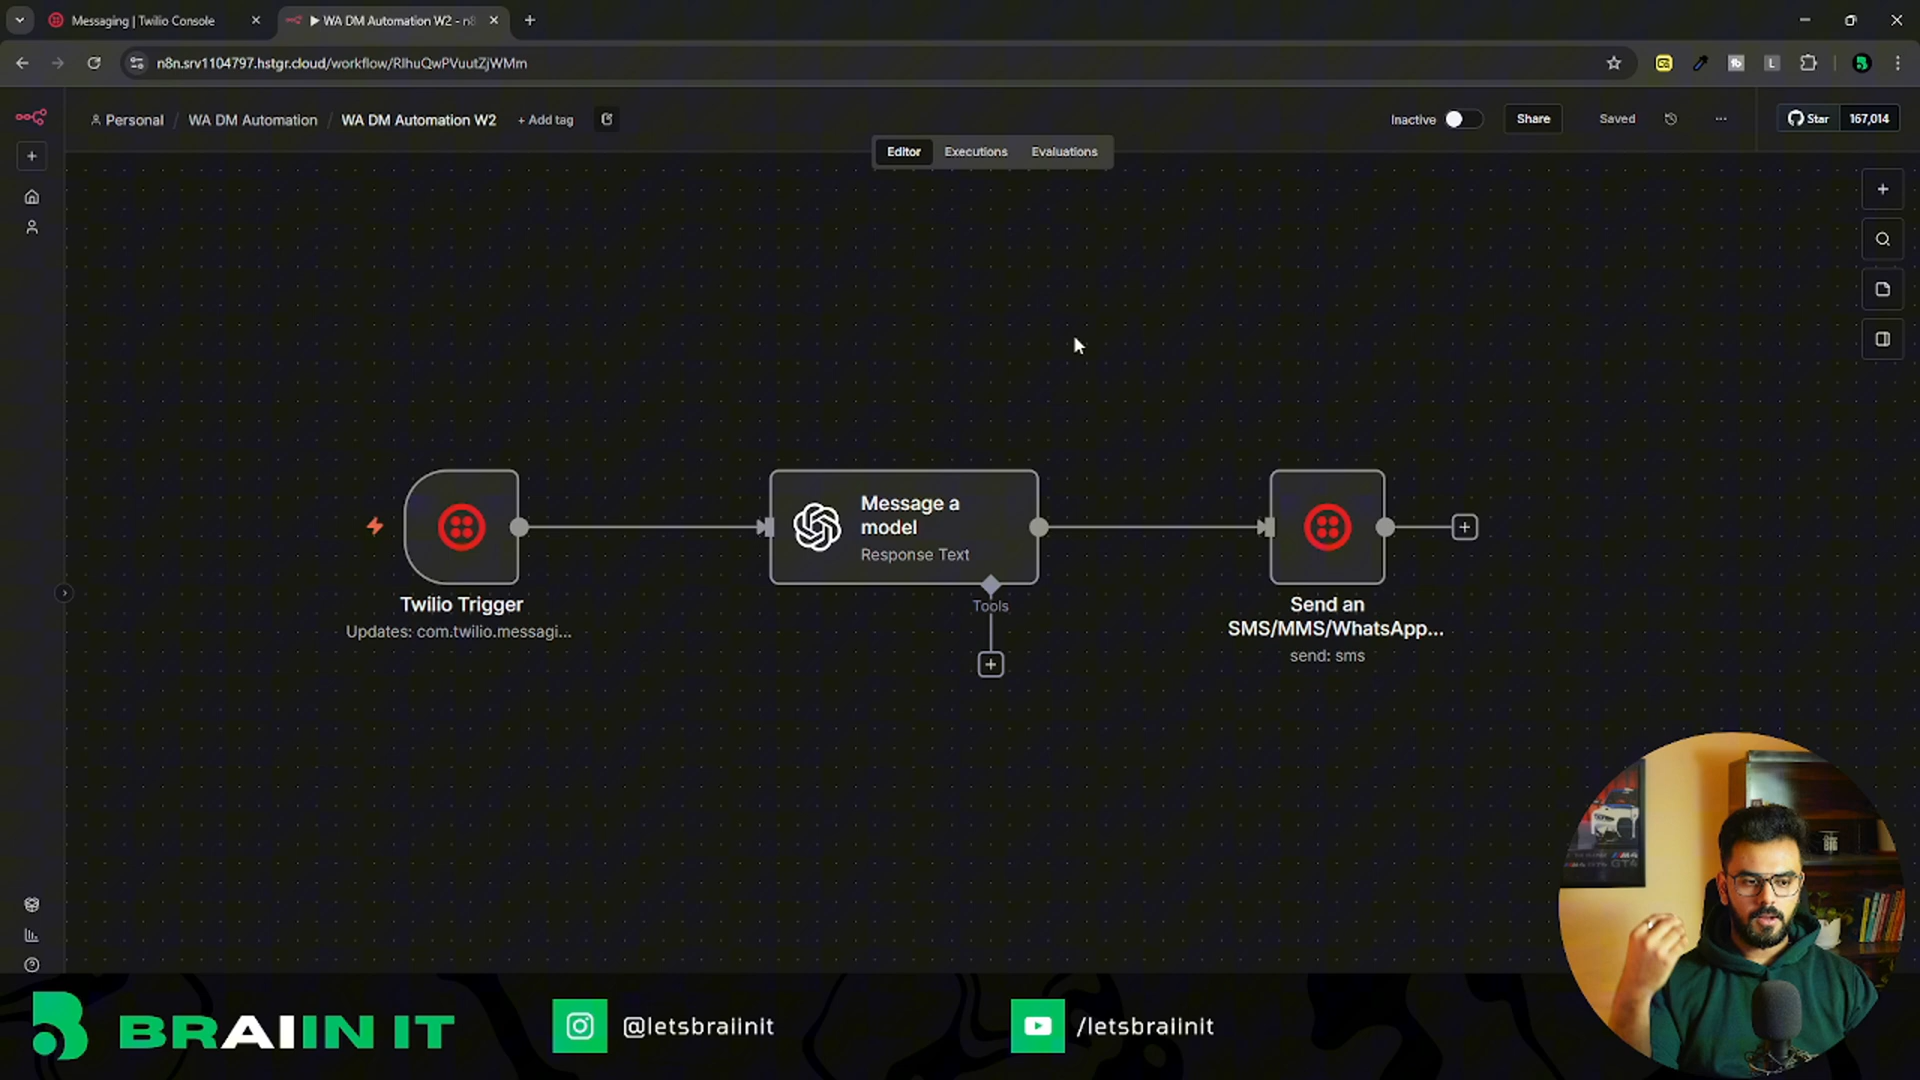 Messaging | Twilio Console
WA DM Automation W2 - n8
n8n.srv1104797.hstgr.cloud/workflow/RlhuQwPVuutZjWMm
Personal / WA DM Automation / WA DM Automation W2 + Add tag
Inactive
Share
Saved
...
Star 167,014
Editor Executions Evaluations
Message a
model
Response Text
Tools
Twilio Trigger
Updates: com.twilio.messagi...
Send an
SMS/MMS/WhatsApp...
send: sms
BRAIIN IT
@letsbraiinit
/letsbraiinit